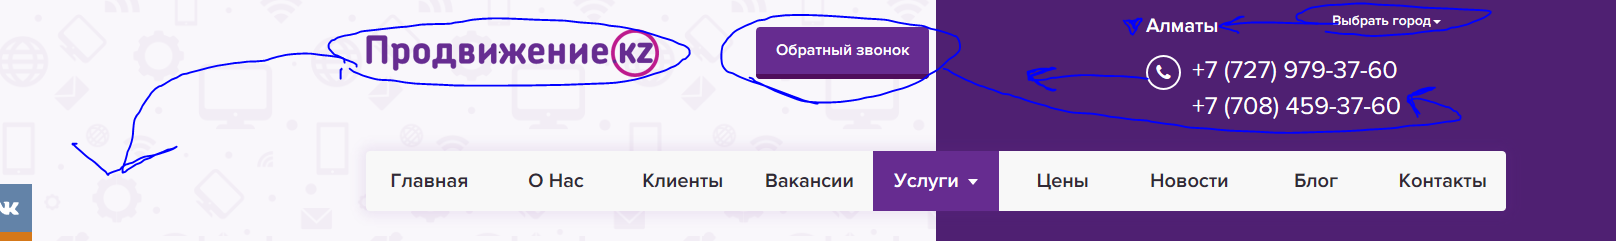 Продвижение kz
Обратный звонок
Алматы
Выбрать город
+7 (727) 979-37-60
+7 (708) 459-37-60
Главная О Нас Клиенты Вакансии Услуги Цены Новости Блог Контакты